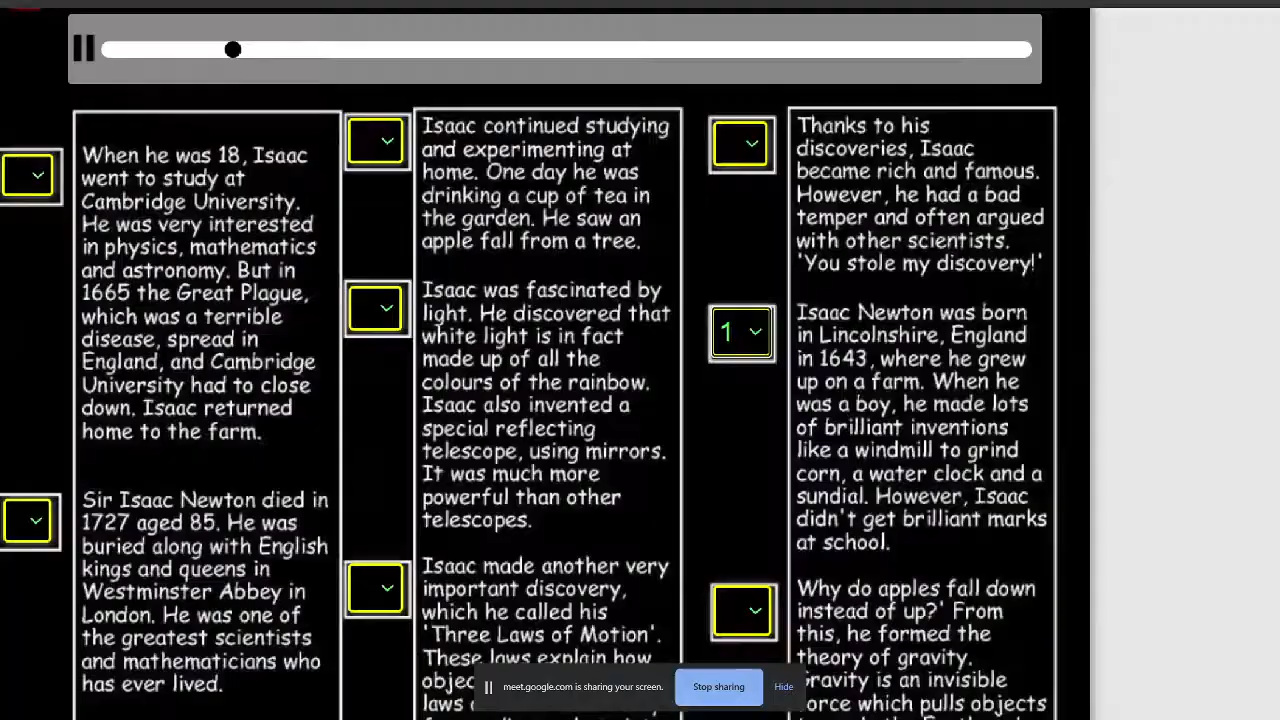 When he was 18, Isaac
went to study at
Cambridge University.
He was very interested
in physics, mathematics
and astronomy. But in
1665 the Great Plague,
which was a terrible
disease, spread in
England, and Cambridge
University had to close
down. Isaac returned
home to the farm.
Sir Isaac Newton died in
1727 aged 85. He was
buried along with English
kings and queens in
Westminster Abbey in
London. He was one of
the greatest scientists
and mathematicians who
has ever lived.
Isaac continued studying
and experimenting at
home. One day he was
drinking a cup of tea in
the garden. He saw an
apple fall from a tree.
Isaac was fascinated by
light. He discovered that
white light is in fact
made up of all the
colours of the rainbow.
Isaac also invented a
special reflecting
telescope, using mirrors.
It was much more
powerful than other
telescopes.
Isaac made another very
important discovery,
which he called his
'Three Laws of Motion'.
These laws explain how
laws
Thanks to his
discoveries, Isaac
became rich and famous.
However, he had a bad
temper and often argued
with other scientists.
'You stole my discovery!'
1
Isaac Newton was born
in Lincolnshire, England
in 1643, where he grew
up on a farm. When he
was a boy, he made lots
of brilliant inventions
like a windmill to grind
corn, a water clock and a
sundial. However, Isaac
didn't get brilliant marks
at school.
Why do apples fall down
instead of up?' From
this, he formed the
theory of gravity.
Gravity is an invisible
force which pulls objects
meet.google.com is sharing your screen.
Stop sharing
Hide